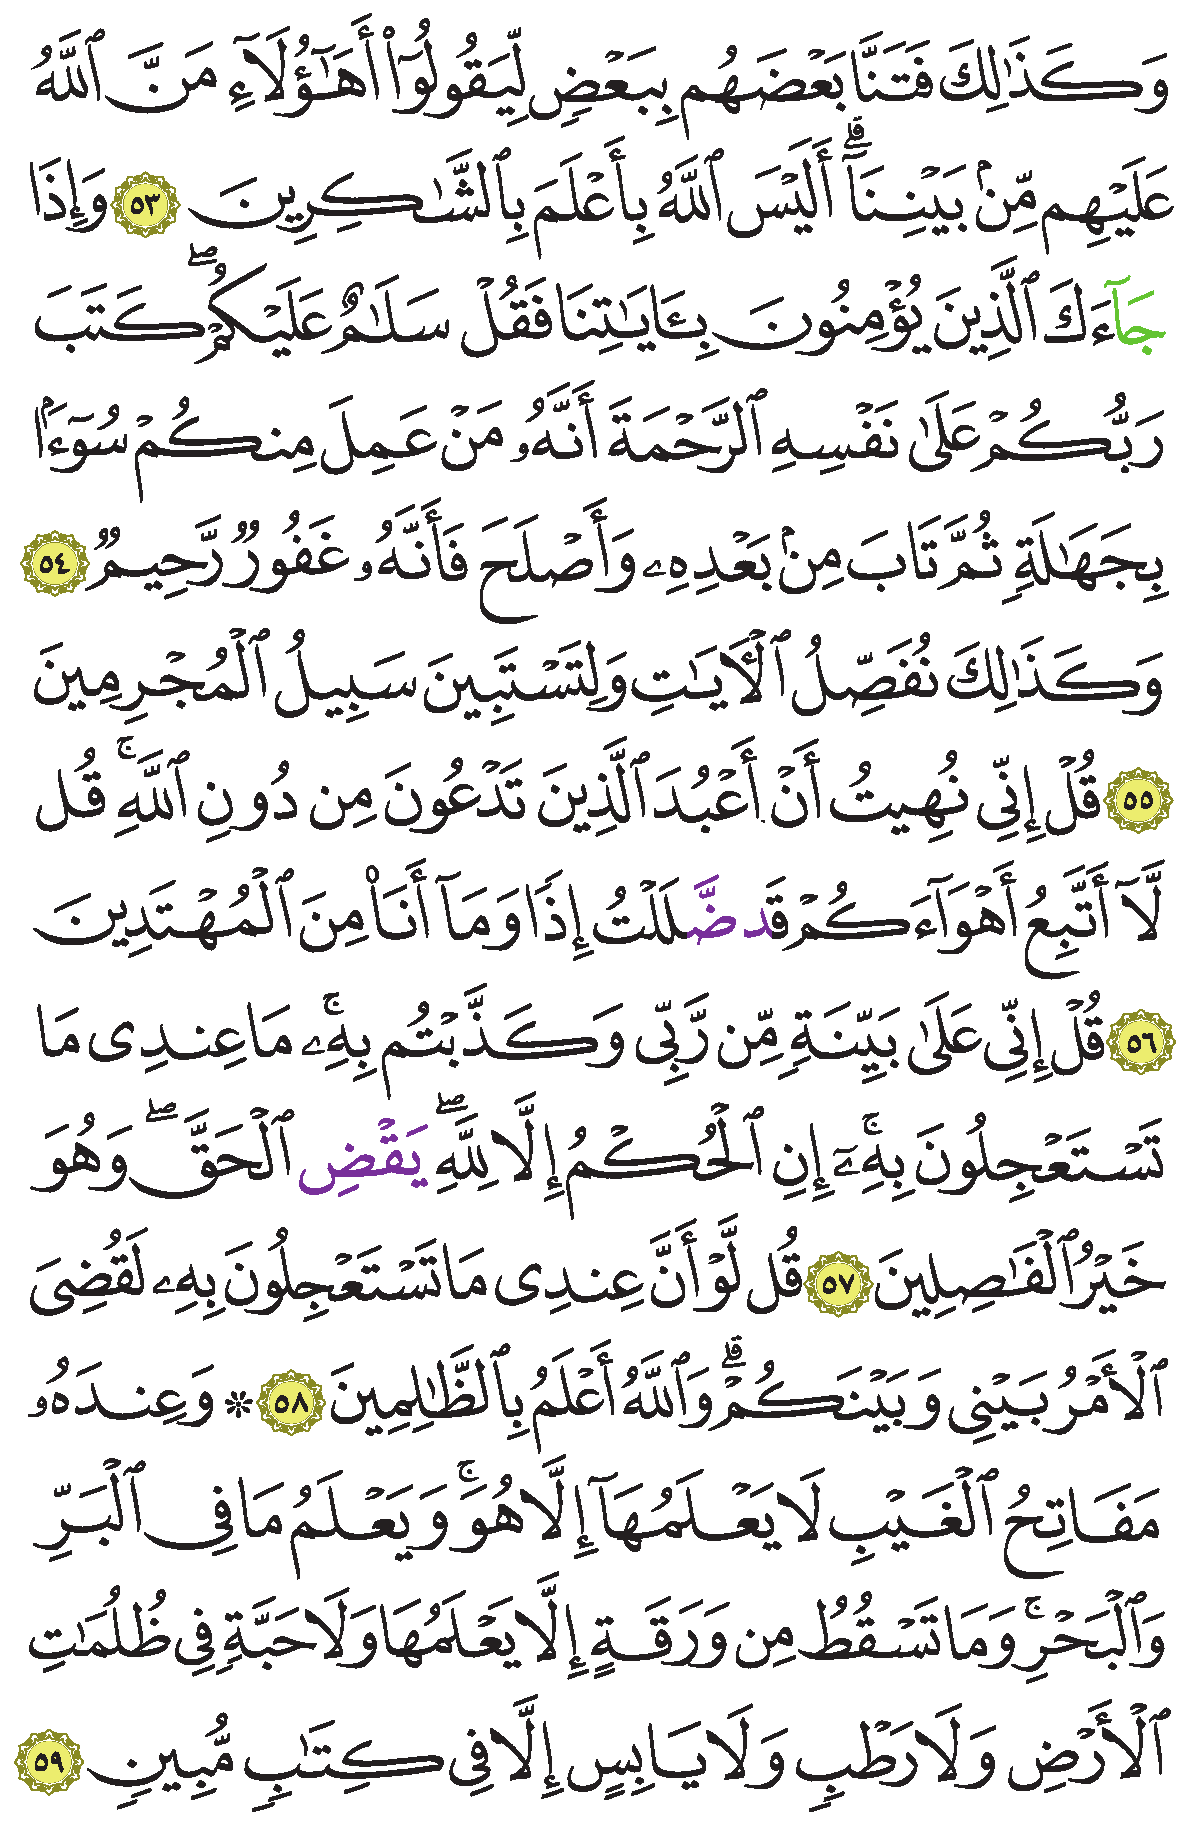 وَكَذَٰلِكَ فَتَنَّا بَعْضَهُم بِبَعْضٍ لِّيَقُولُوٓا۟ أَهَـٰٓؤُلَآءِ مَنَّ ٱللَّهُ
عَلَيْهِم مِّنۢ بَيْنِنَآ ۗ أَلَيْسَ ٱللَّهُ بِأَعْلَمَ بِٱلشَّـٰكِرِينَ ٥٣ وَإِذَا
جَآءَكَ ٱلَّذِينَ يُؤْمِنُونَ بِـَٔايَـٰتِنَا فَقُلْ سَلَـٰمٌ عَلَيْكُمْ ۖ كَتَبَ
رَبُّكُمْ عَلَىٰ نَفْسِهِ ٱلرَّحْمَةَ أَنَّهُۥ مَنْ عَمِلَ مِنكُمْ سُوٓءَۢا
بِجَهَـٰلَةٍ ثُمَّ تَابَ مِنۢ بَعْدِهِۦ وَأَصْلَحَ فَأَنَّهُۥ غَفُورٌ رَّحِيمٌ ٥٤
وَكَذَٰلِكَ نُفَصِّلُ ٱلْـَٔايَـٰتِ وَلِتَسْتَبِينَ سَبِيلُ ٱلْمُجْرِمِينَ
٥٥ قُلْ إِنِّى نُهِيتُ أَنْ أَعْبُدَ ٱلَّذِينَ تَدْعُونَ مِن دُونِ ٱللَّهِ ۚ قُل
لَّآ أَتَّبِعُ أَهْوَآءَكُمْ قَد ضَّلَلْتُ إِذًا وَمَآ أَنَا۠ مِنَ ٱلْمُهْتَدِينَ
٥٦ قُلْ إِنِّى عَلَىٰ بَيِّنَةٍ مِّن رَّبِّى وَكَذَّبْتُم بِهِۦ ۚ مَا عِندِى مَا
تَسْتَعْجِلُونَ بِهِۦٓ ۚ إِنِ ٱلْحُكْمُ إِلَّا لِلَّهِ ۖ يَقْضِ ٱلْحَقَّ ۖ وَهُوَ
خَيْرُ ٱلْفَـٰصِلِينَ ٥٧ قُل لَّوْ أَنَّ عِندِى مَا تَسْتَعْجِلُونَ بِهِۦ لَقُضِىَ
ٱلْأَمْرُ بَيْنِى وَبَيْنَكُمْ ۗ وَٱللَّهُ أَعْلَمُ بِٱلظَّـٰلِمِينَ ٥٨ * وَعِندَهُۥ
مَفَاتِحُ ٱلْغَيْبِ لَا يَعْلَمُهَآ إِلَّا هُوَ ۚ وَيَعْلَمُ مَا فِى ٱلْبَرِّ
وَٱلْبَحْرِ ۚ وَمَا تَسْقُطُ مِن وَرَقَةٍ إِلَّا يَعْلَمُهَا وَلَا حَبَّةٍ فِى ظُلُمَـٰتِ
ٱلْأَرْضِ وَلَا رَطْبٍ وَلَا يَابِسٍ إِلَّا فِى كِتَـٰبٍ مُّبِينٍ ٥٩